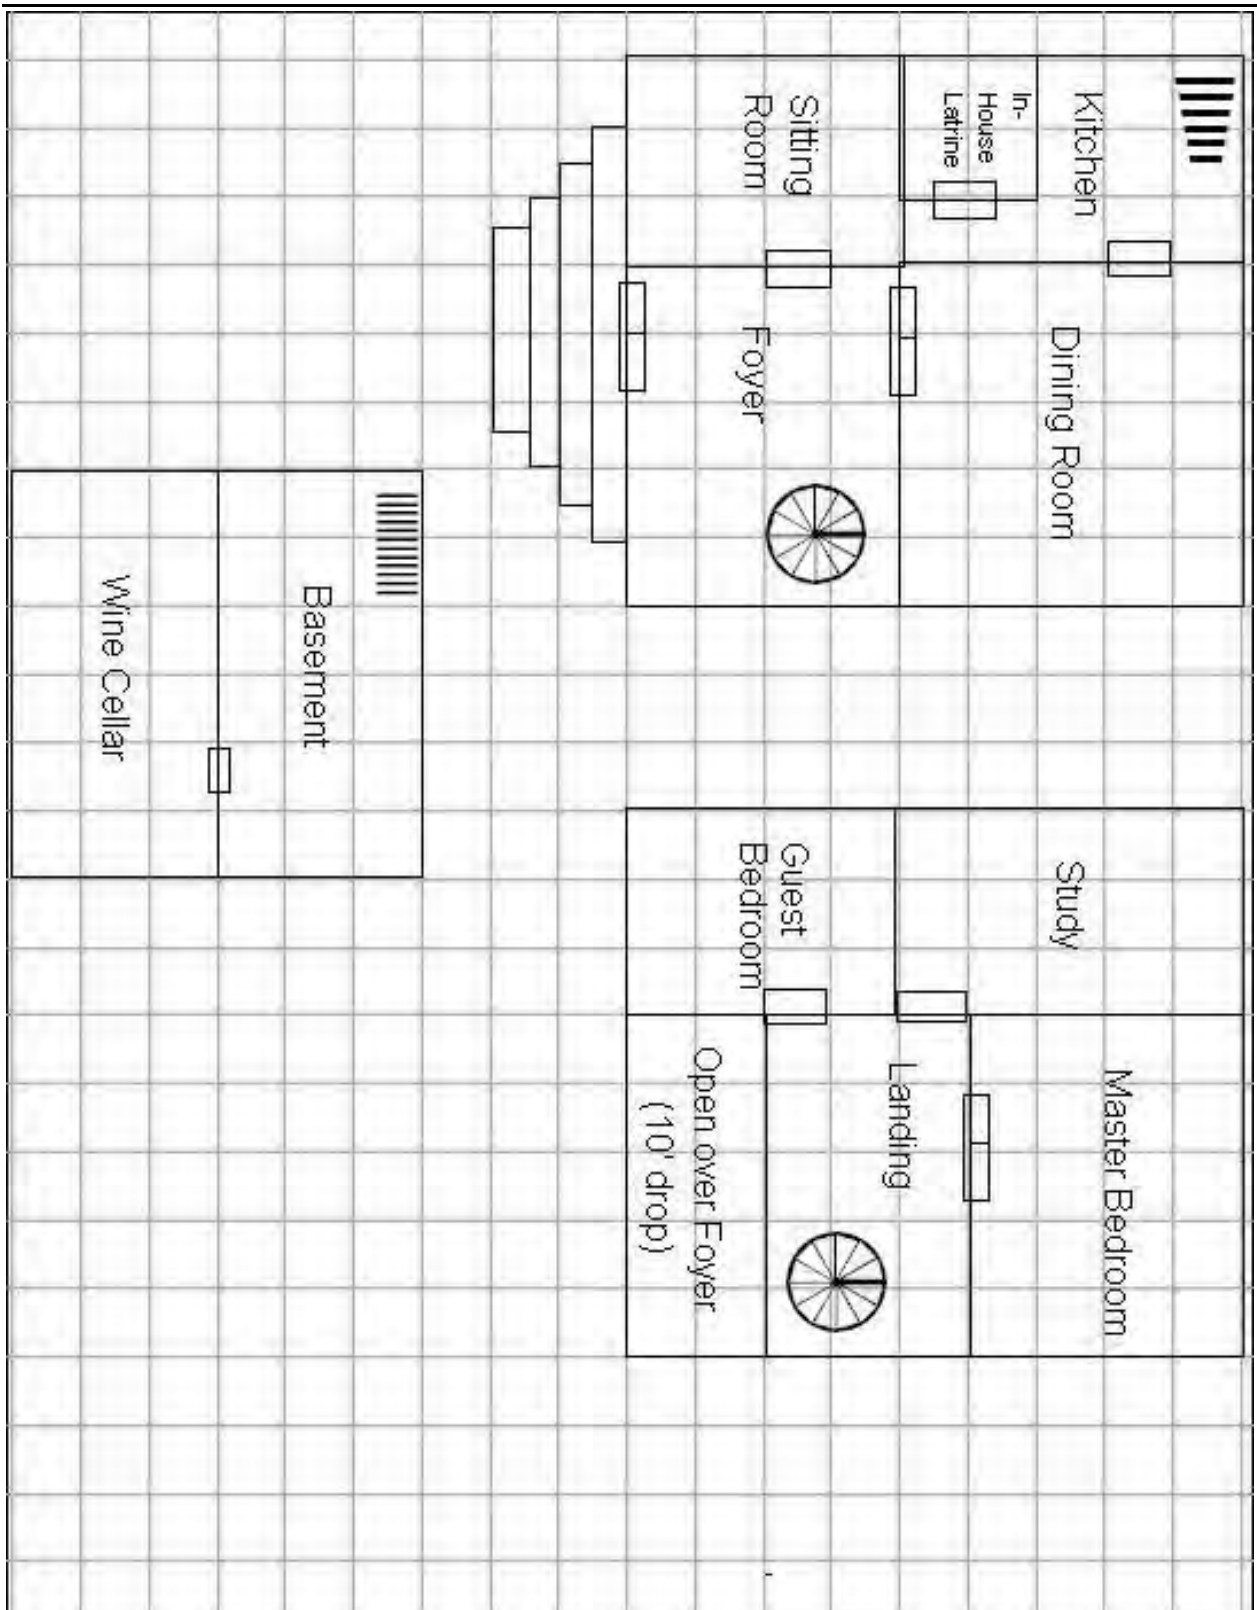 Kitchen
In-
House
Latrine
Sitting
Room
Dining Room
Foyer
Basement
Wine Cellar
Study
Guest
Bedroom
Master Bedroom
Landing
Open over Foyer
(10' drop)